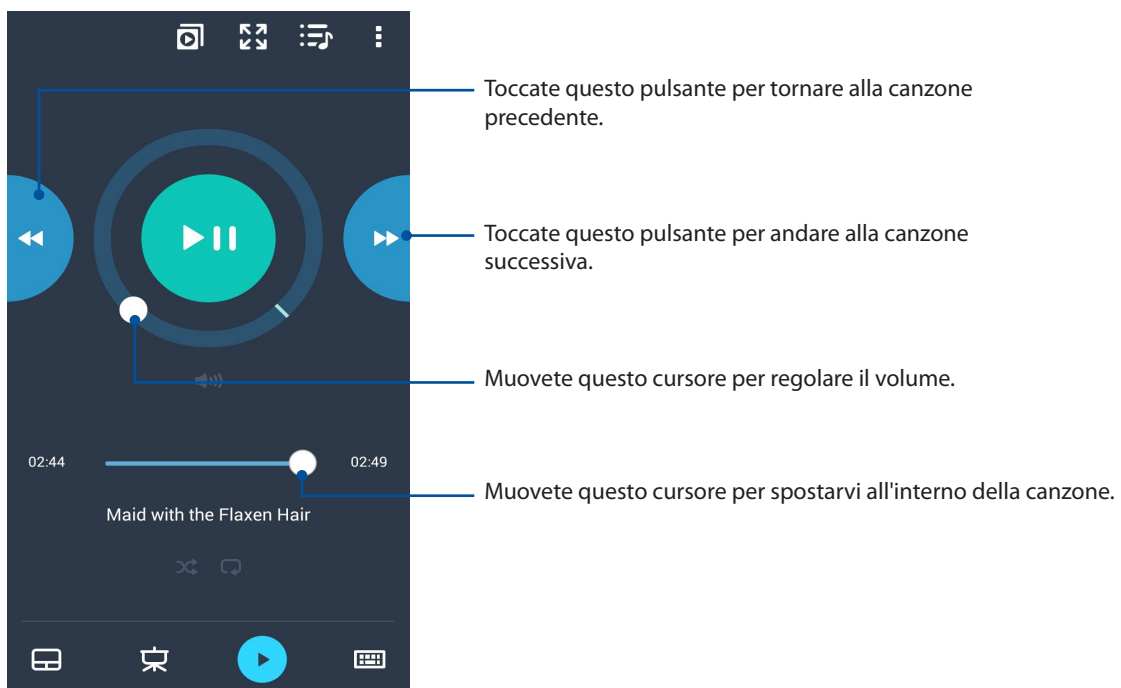 Toccate questo pulsante per tornare alla canzone
precedente.
Toccate questo pulsante per andare alla canzone
successiva.
Muovete questo cursore per regolare il volume.
02:44
02:49
Muovete questo cursore per spostarvi all'interno della canzone.
Maid with the Flaxen Hair